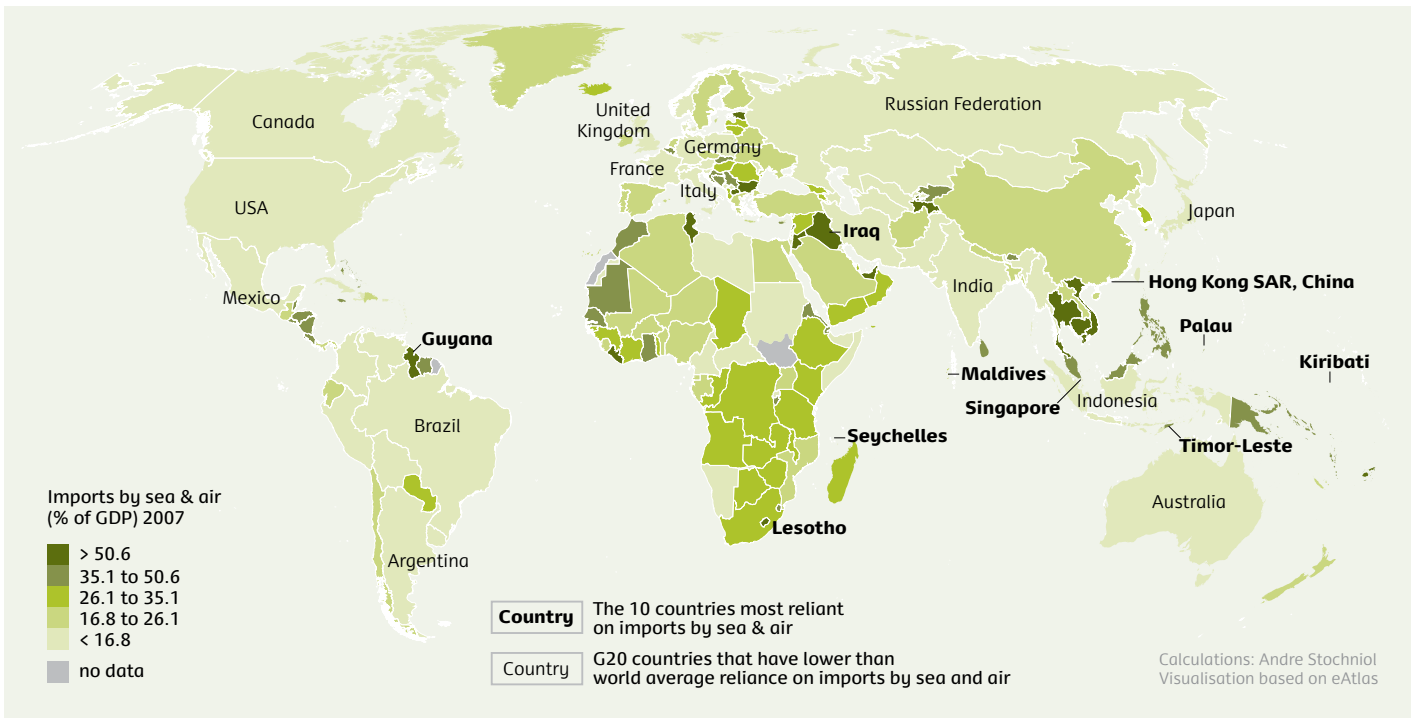 Canada
USA
Mexico
Guyana
Brazil
Argentina
United
Kingdom
Germany
France
Italy
Russian Federation
Japan
Iraq
India
Hong Kong SAR, China
Palau
Kiribati
Maldives
Singapore
Indonesia
Seychelles
Timor-Leste
Australia
Lesotho
Imports by sea & air
(% of GDP) 2007
> 50.6
35.1 to 50.6
26.1 to 35.1
16.8 to 26.1
< 16.8
no data
Country
The 10 countries most reliant
on imports by sea & air
Country
G20 countries that have lower than
world average reliance on imports by sea and air
Calculations: Andre Stochniol
Visualisation based on eAtlas